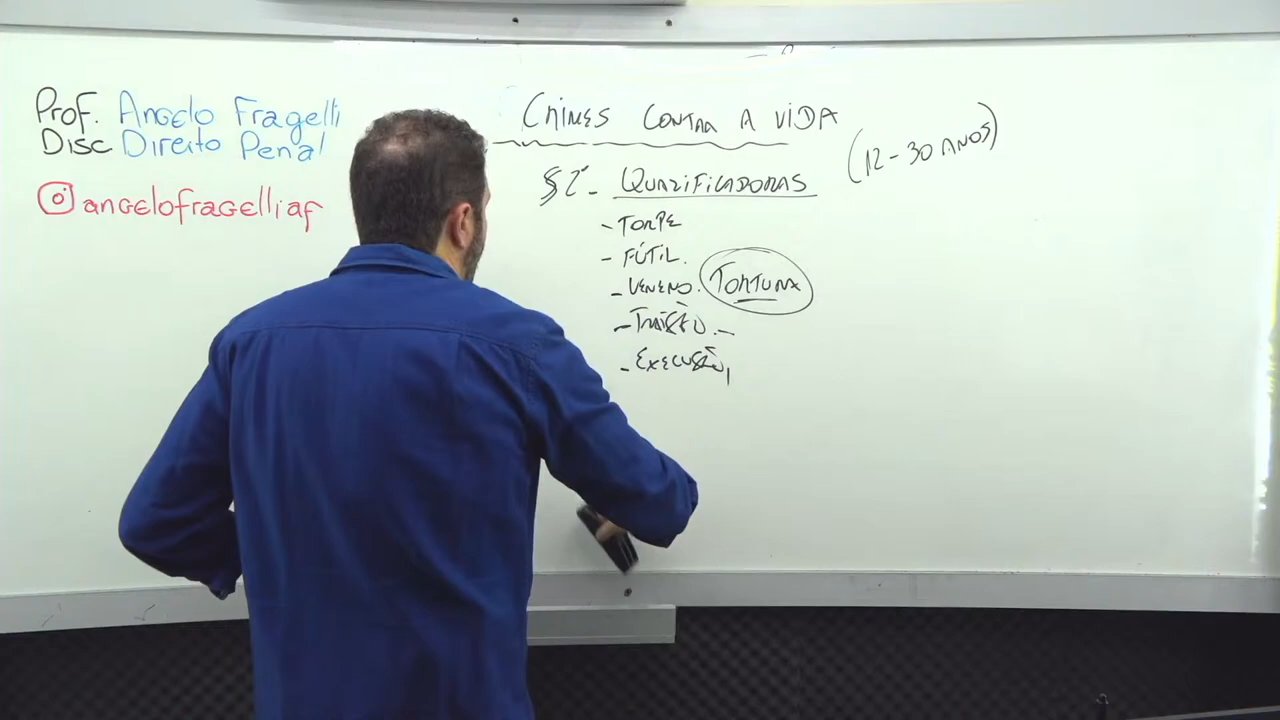 Prof. Angelo Fragelli
Disc Direito Penal
angelofragelliaf
CRIMES CONTRA A VIDA
(12-30 ANOS)
§2º- QUALIFICADORAS
- TORPE
- FÚTIL.
- VENENO. TORTURA
- TRAIÇÃO.-
- EXECUSÃO,